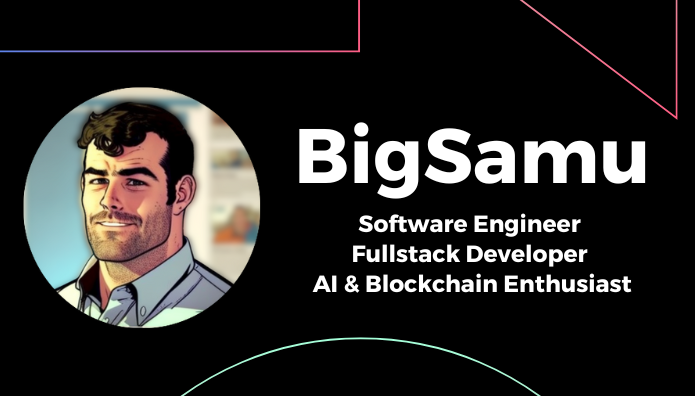 BigSamu
Software Engineer
Fullstack Developer
AI & Blockchain Enthusiast